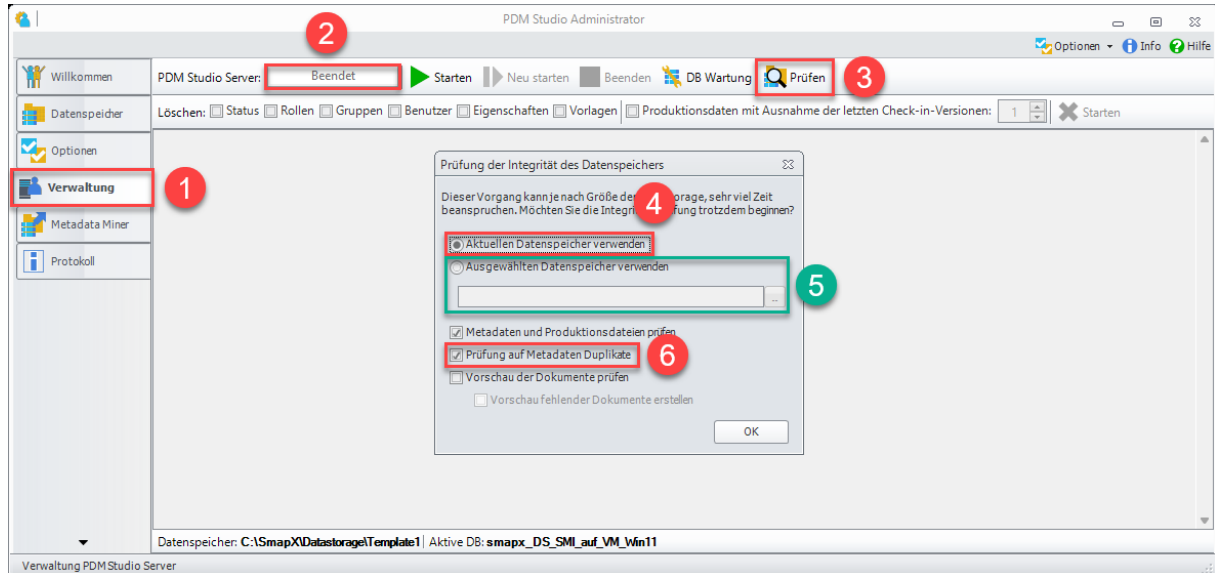 PDM Studio Administrator
Optionen Info Hilfe
2
Willkommen
PDM Studio Server: Beendet Starten Neu starten Beenden DB Wartung Prüfen
3
Datenspeicher
Löschen: Status Rollen Gruppen Benutzer Eigenschaften Vorlagen Produktionsdaten mit Ausnahme der letzten Check-in-Versionen: 1 Starten
Optionen
Verwaltung
1
Metadata Miner
Protokoll
Prüfung der Integrität des Datenspeichers
Dieser Vorgang kann je nach Größe sehr viel Zeit
beanspruchen. Möchten Sie die trotzdem beginnen?
4
Aktuellen Datenspeicher verwenden
Ausgewählten Datenspeicher verwenden
...
5
Metadaten und Produktionsdateien prüfen
Prüfung auf Metadaten Duplikate
6
Vorschau der Dokumente prüfen
Vorschau fehlender Dokumente erstellen
OK
Datenspeicher: C:\SmapX\Datastorage\Template1 Aktive DB: smapx_DS_SMI_auf_VM_Win11
Verwaltung PDM Studio Server